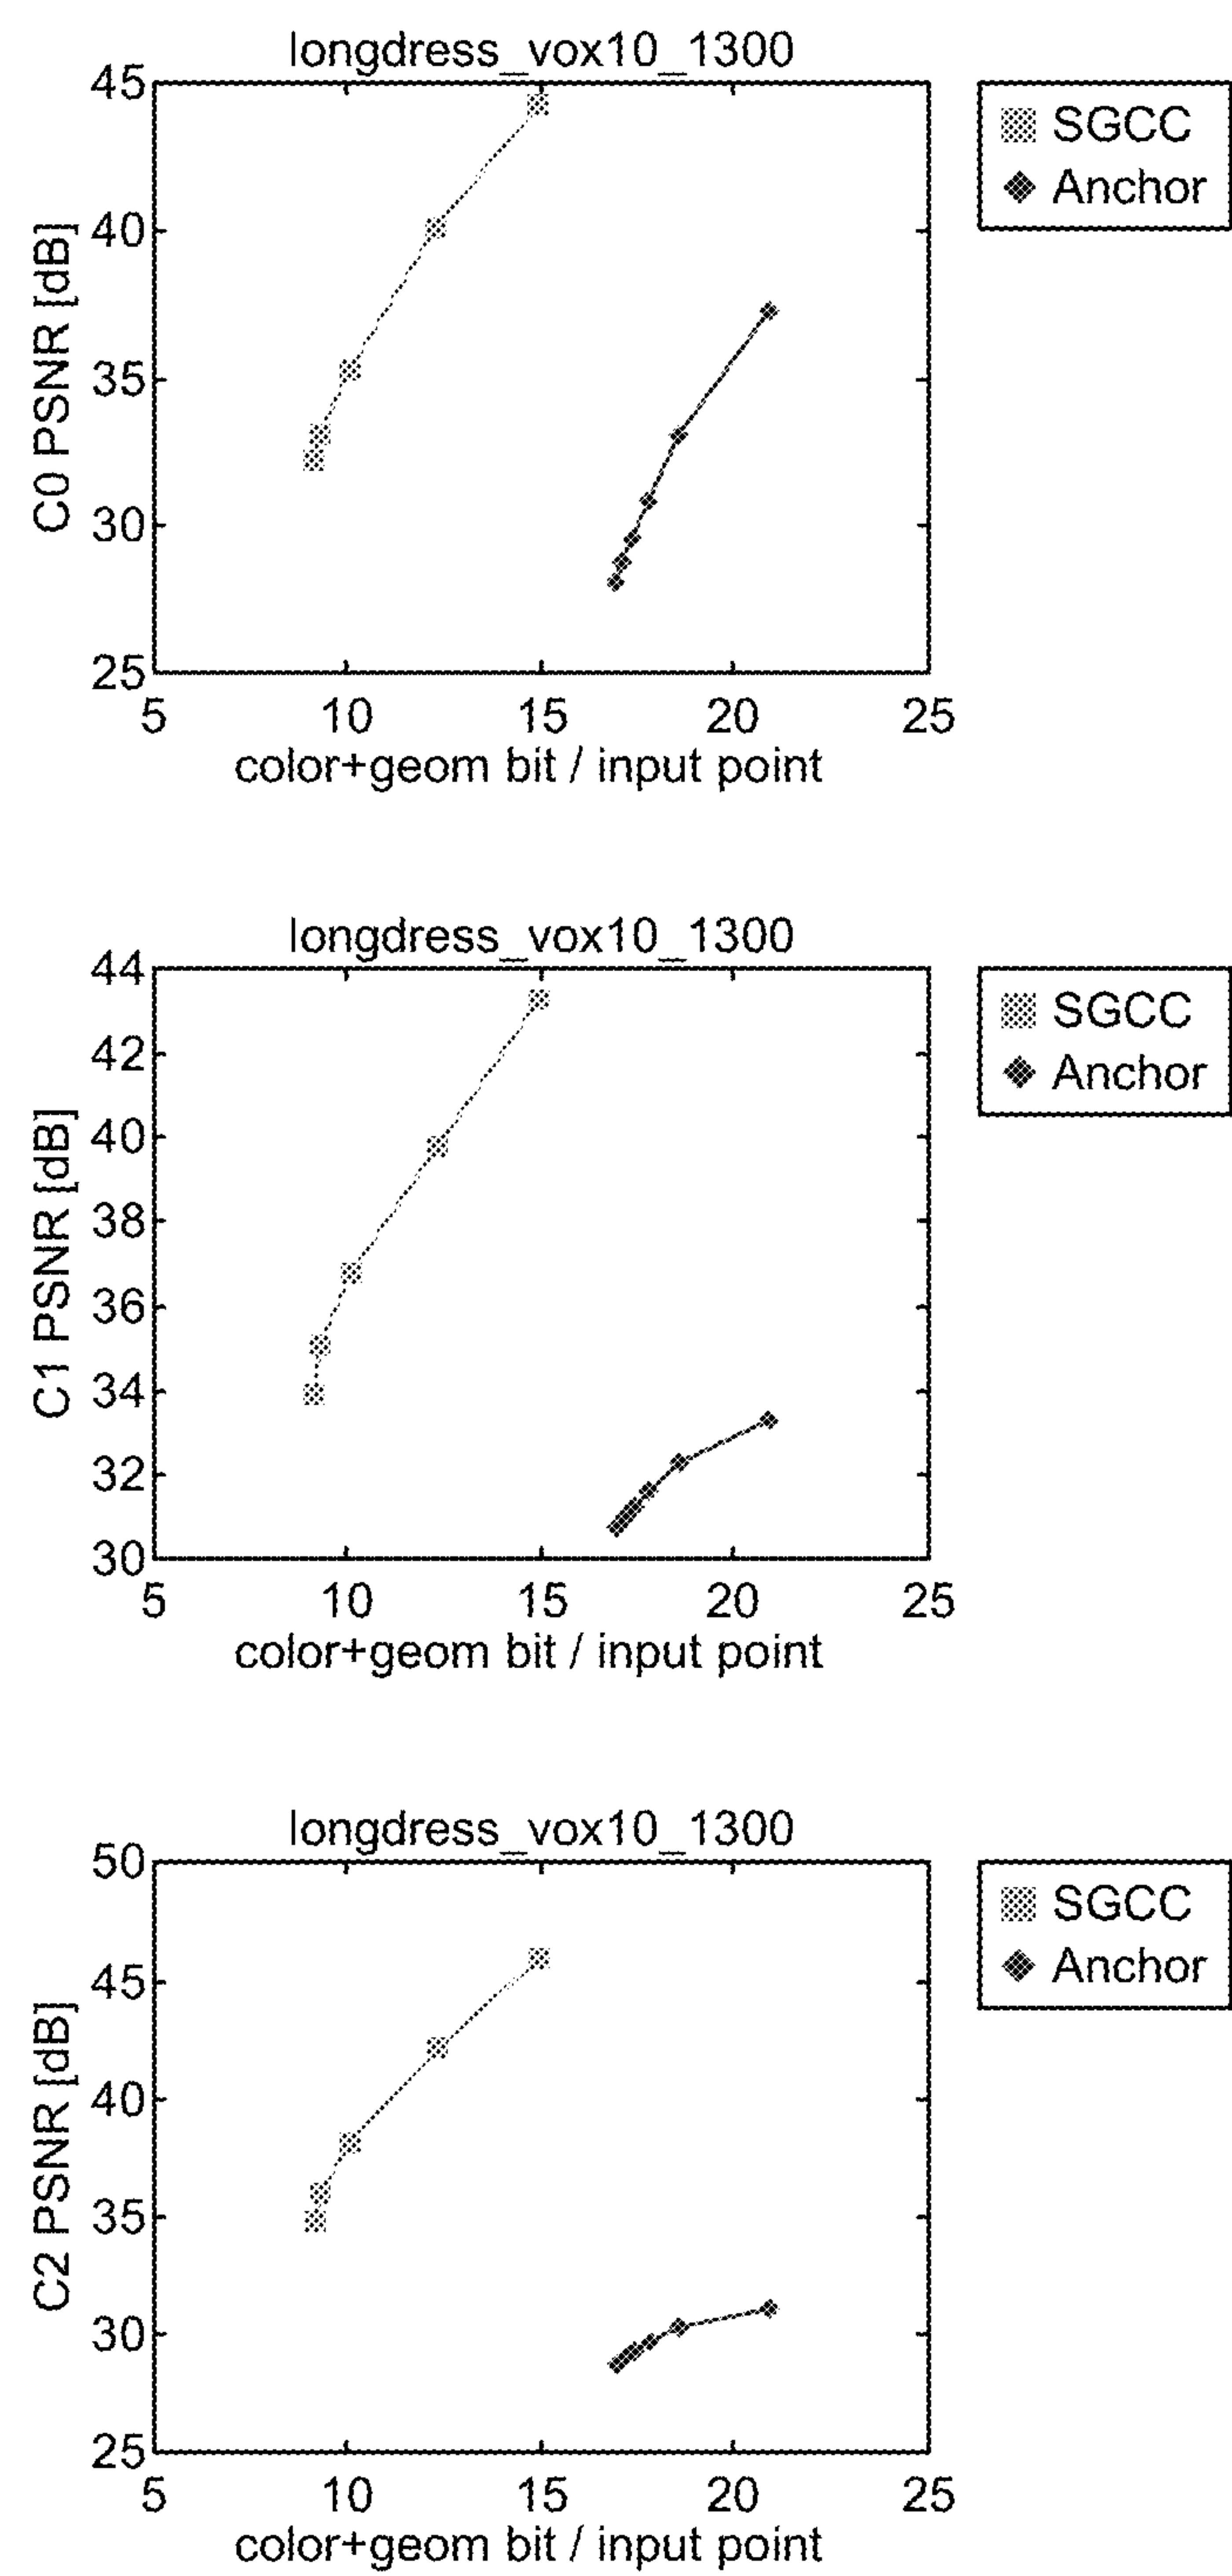 longdress_vox10_1300
45
40
35
30
25
C0 PSNR [dB]
5 10 15 20 25
color+geom bit / input point
SGCC
Anchor
longdress_vox10_1300
44
42
40
38
36
34
32
30
C1 PSNR [dB]
5 10 15 20 25
color+geom bit / input point
SGCC
Anchor
longdress_vox10_1300
50
45
40
35
30
25
C2 PSNR [dB]
5 10 15 20 25
color+geom bit / input point
SGCC
Anchor